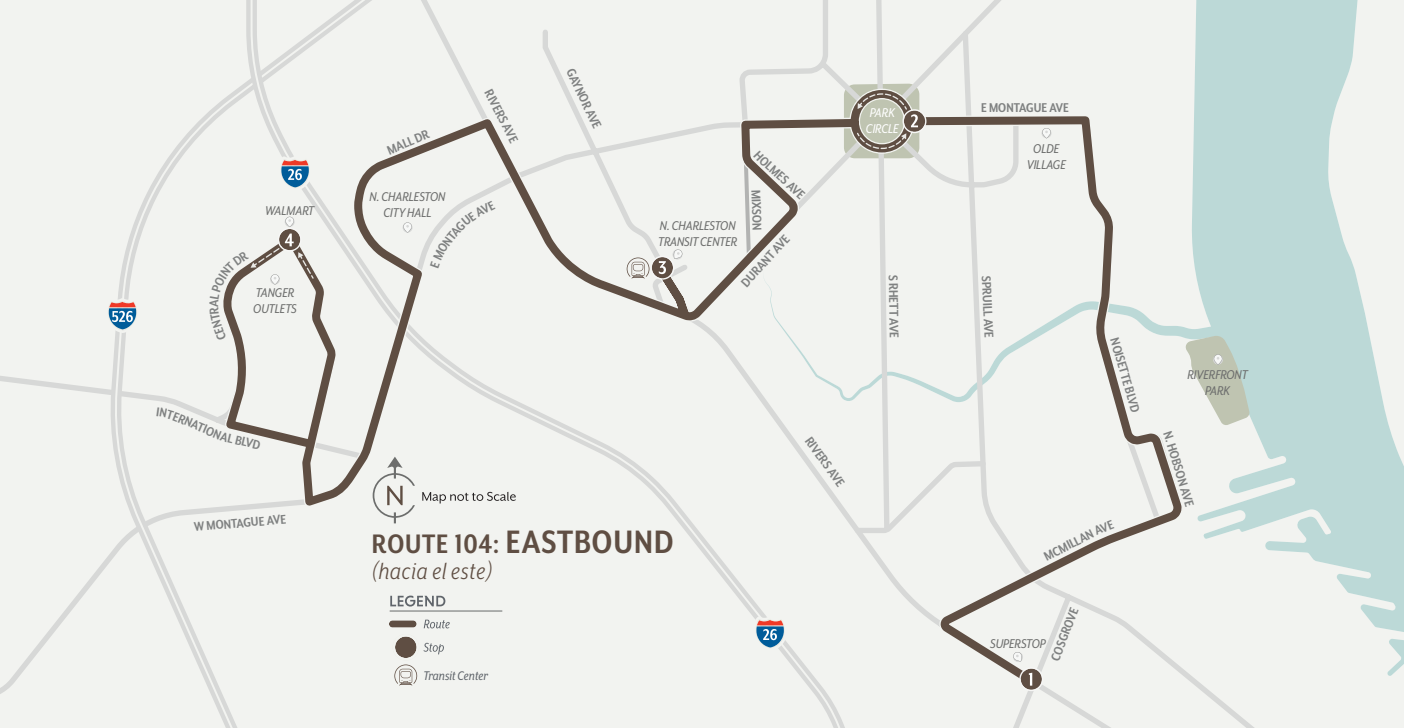 E MONTAGUE AVE
RIVERS AVE
GAYNOR AVE
PARK
CIRCLE
2
OLDE
VILLAGE
MALL DR
26
HOLMES AVE
MIXSON
N. CHARLESTON
CITY HALL
WALMART
4
E MONTAGUE AVE
N. CHARLESTON
TRANSIT CENTER
3
DURANT AVE
CENTRAL POINT DR
TANGER
OUTLETS
526
S RHETT AVE
SPRUILL AVE
NOISETTE BLVD
RIVERFRONT
PARK
INTERNATIONAL BLVD
RIVERS AVE
N. HOBSON AVE
N
Map not to Scale
W MONTAGUE AVE
MCMILLAN AVE
ROUTE 104: EASTBOUND
(hacia el este)
LEGEND
Route
Stop
Transit Center
26
SUPERSTOP
COSGROVE
1